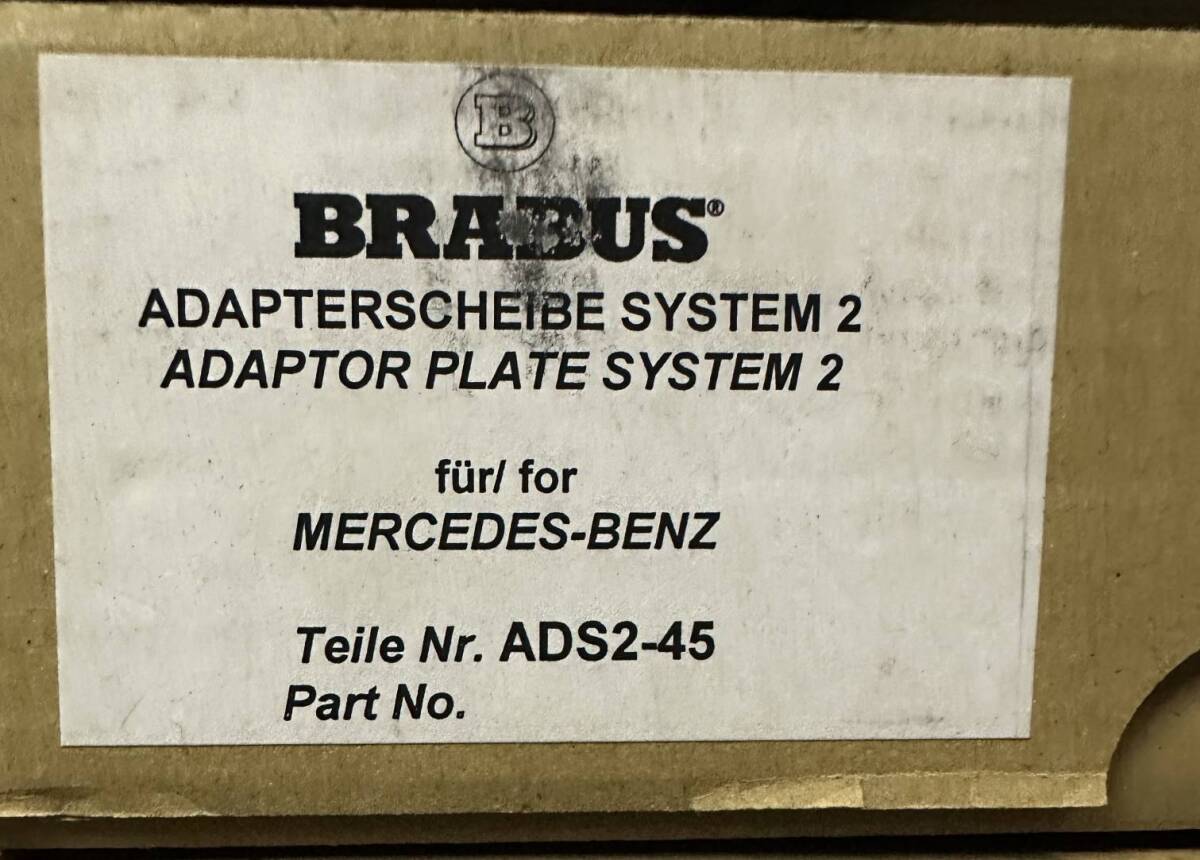 B
BRABUS®
ADAPTERSCHEIBE SYSTEM 2
ADAPTOR PLATE SYSTEM 2
für/ for
MERCEDES-BENZ
Teile Nr. ADS2-45
Part No.